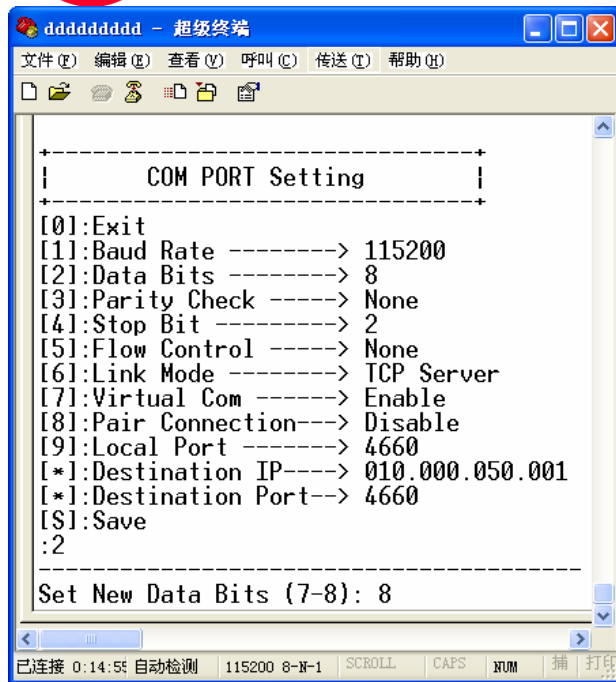 ddddddddd - 超级终端
文件(F) 编辑(E) 查看(V) 呼叫(C) 传送(T) 帮助(H)
+--------------------------------+
| COM PORT Setting |
+--------------------------------+
[0]:Exit
[1]:Baud Rate --------> 115200
[2]:Data Bits --------> 8
[3]:Parity Check -----> None
[4]:Stop Bit ---------> 2
[5]:Flow Control -----> None
[6]:Link Mode --------> TCP Server
[7]:Virtual Com ------> Enable
[8]:Pair Connection---> Disable
[9]:Local Port -------> 4660
[*]:Destination IP----> 010.000.050.001
[*]:Destination Port--> 4660
[S]:Save
:2
----------------------------------------
Set New Data Bits (7-8): 8
已连接 0:14:55 自动检测 115200 8-N-1 SCROLL CAPS NUM 捕 打印